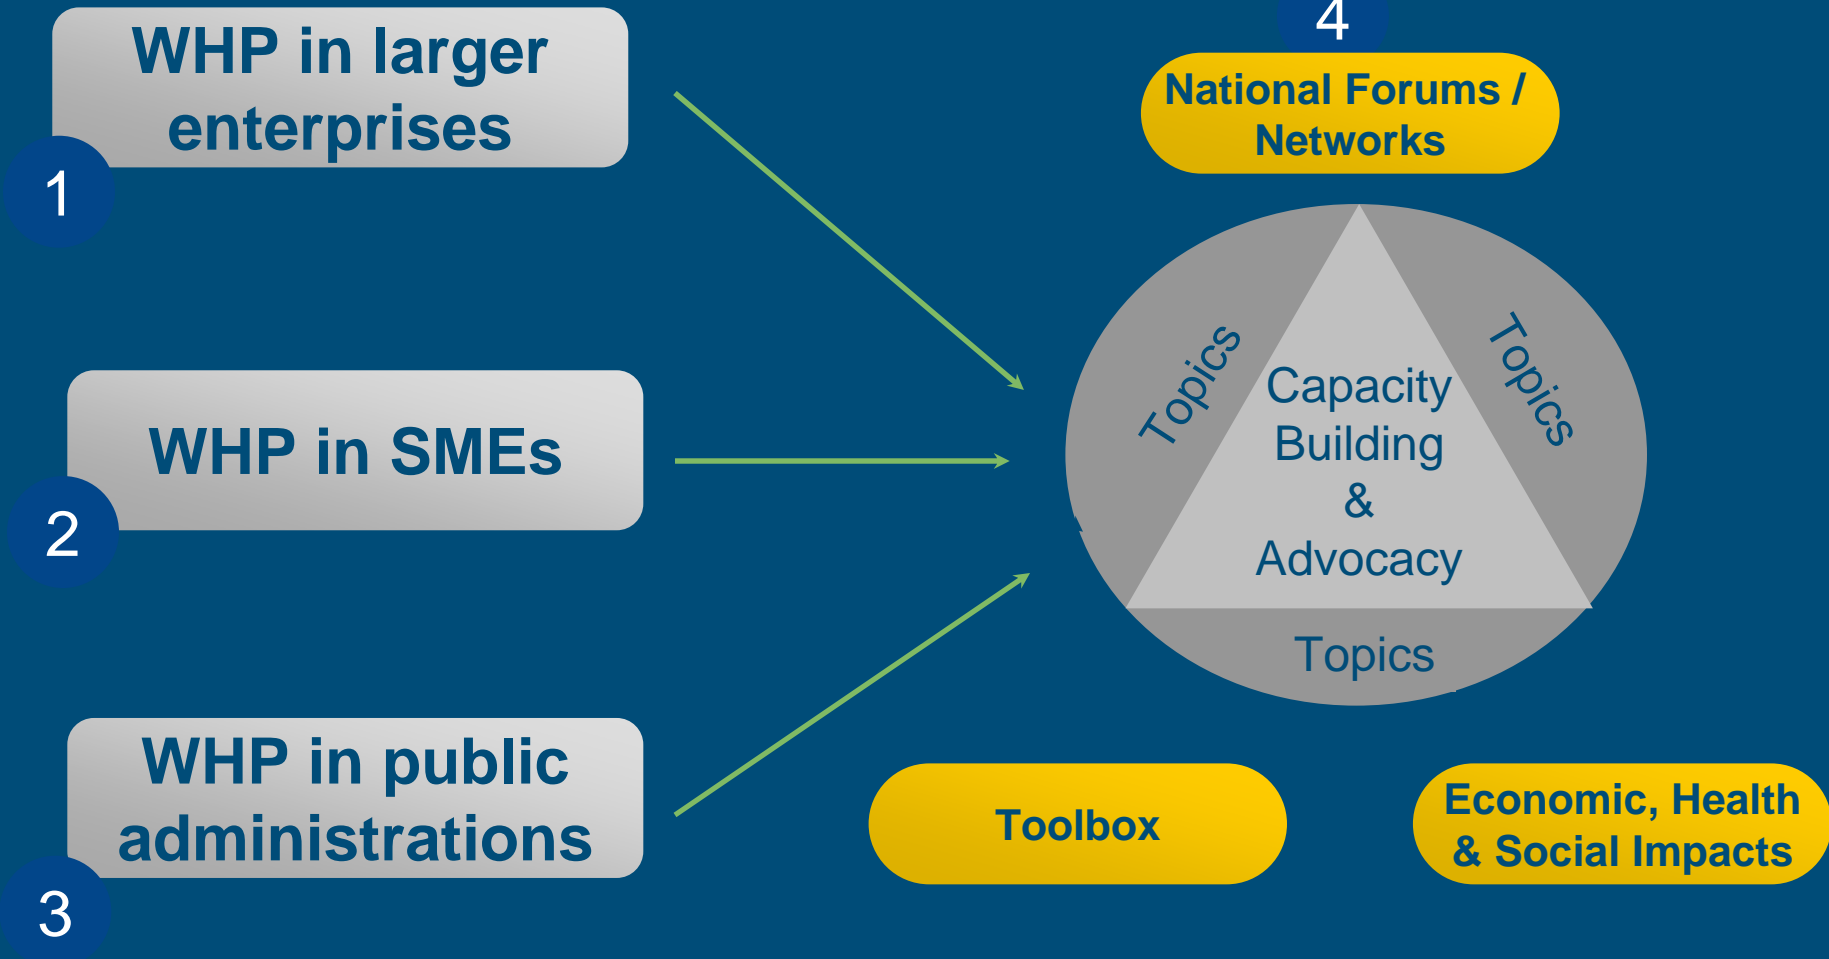 WHP in larger
enterprises
1
WHP in SMEs
2
WHP in public
administrations
3
4
National Forums /
Networks
Topics
Topics
Capacity
Building
&
Advocacy
Topics
Toolbox
Economic, Health
& Social Impacts